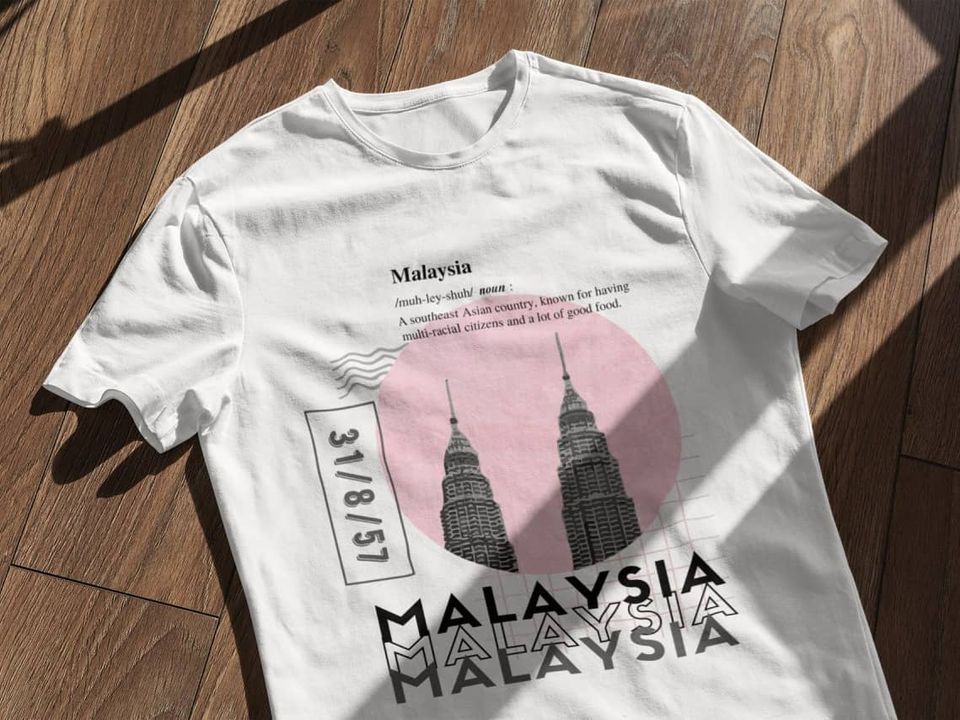 Malaysia
/muh-ley-shuh/ noun :
A southeast Asian country, known for having
multi-racial citizens and a lot of good food.
31/8/57
MALAYSIA
MALAYSIA
MALAYSIA